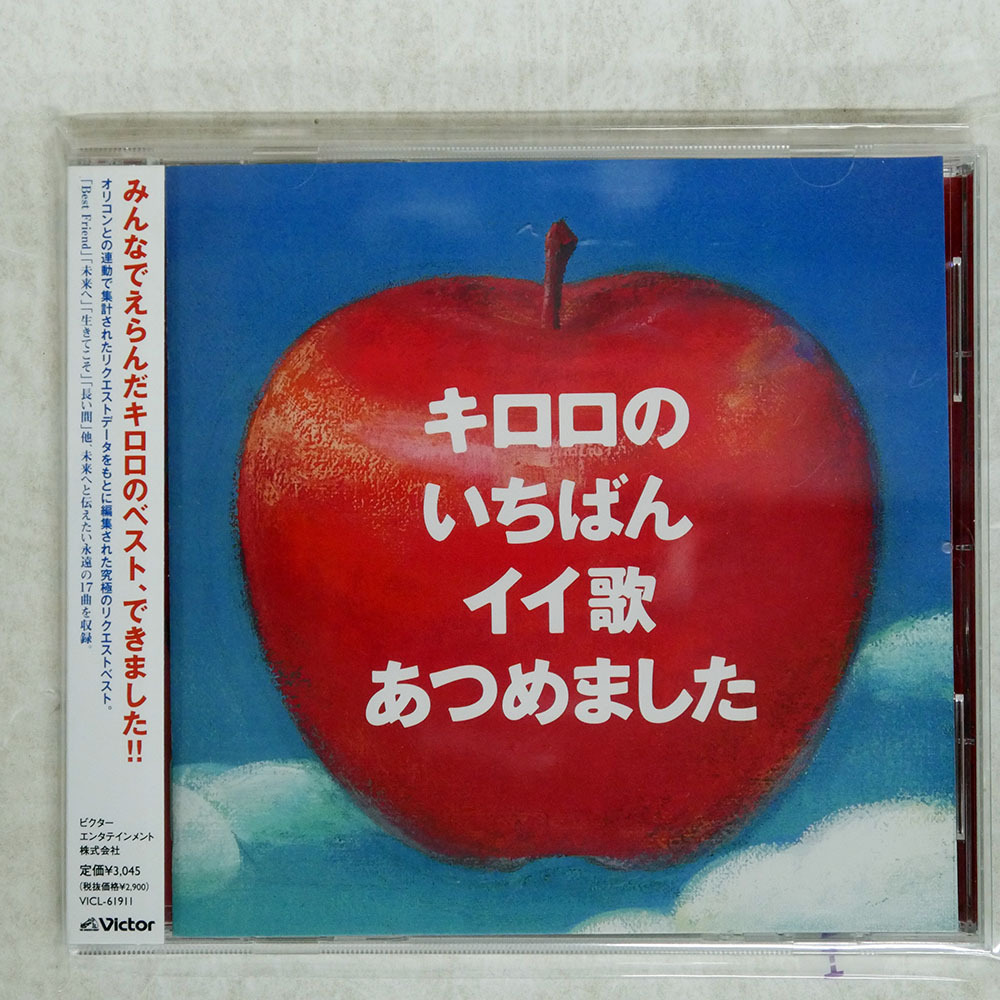 みんなでえらんだキロロのベスト、できました!!
オリコンとの連動で集計されたリクエストデータをもとに編集された究極のリクエストベスト。
「Best Friend」「未来へ」「生きてこそ」「長い間」他、未来へと伝えたい永遠の17曲を収録。
ビクター
エンタテインメント
株式会社
定価¥3,045
(税抜価格¥2,900)
VICL-61911
Victor
キロロの
いちばん
イイ歌
あつめました